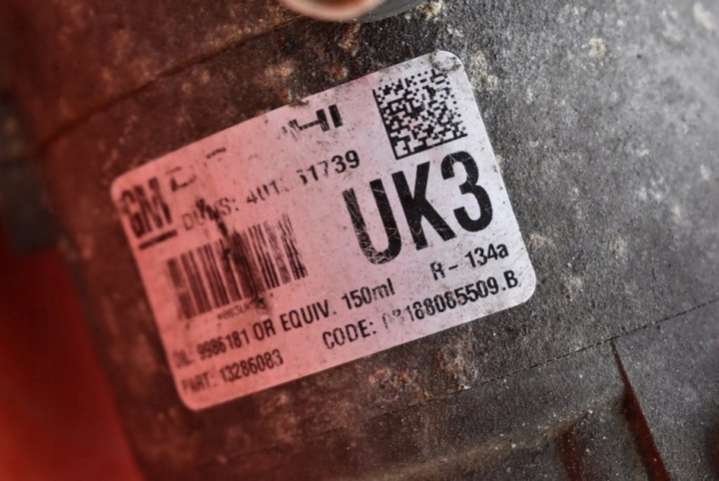 GM
UK3
R - 134a
OIL: 9986181 OR EQUIV. 150ml
PART: 13286083
CODE: